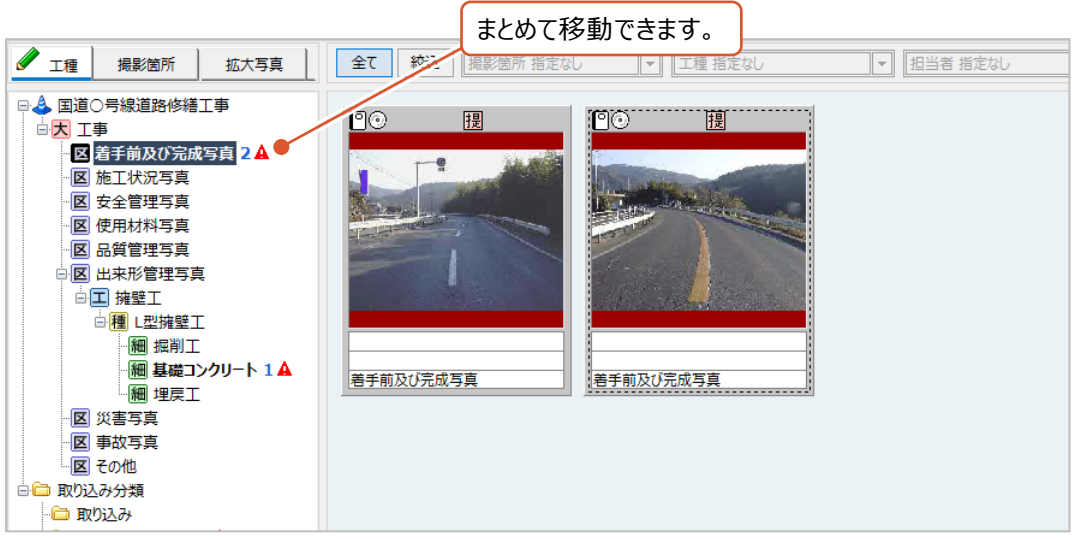 まとめて移動できます。
工種
撮影箇所
拡大写真
全て
絞込
撮影箇所 指定なし
工種 指定なし
担当者 指定なし
国道○号線道路修繕工事
大 工事
区 着手前及び完成写真 2
区 施工状況写真
区 安全管理写真
区 使用材料写真
区 品質管理写真
区 出来形管理写真
工 擁壁工
種 L型擁壁工
細 掘削工
細 基礎コンクリート 1
細 埋戻工
区 災害写真
区 事故写真
区 その他
取り込み分類
取り込み
提
着手前及び完成写真
提
着手前及び完成写真